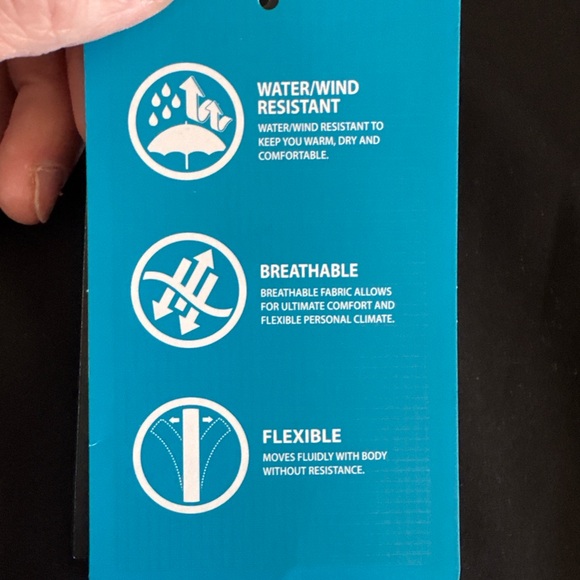 WATER/WIND
RESISTANT
WATER/WIND RESISTANT TO
KEEP YOU WARM, DRY AND
COMFORTABLE.
BREATHABLE
BREATHABLE FABRIC ALLOWS
FOR ULTIMATE COMFORT AND
FLEXIBLE PERSONAL CLIMATE.
FLEXIBLE
MOVES FLUIDLY WITH BODY
WITHOUT RESISTANCE.